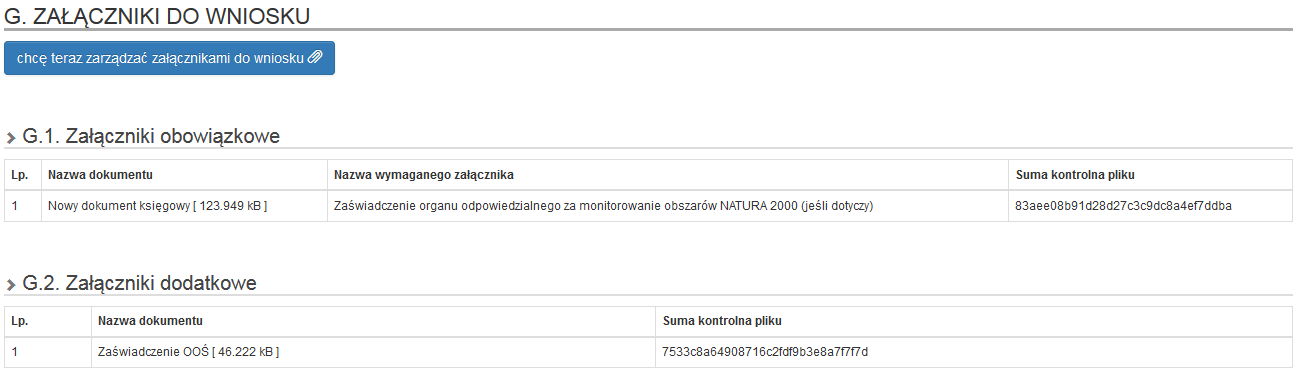 G. ZAŁĄCZNIKI DO WNIOSKU
chcę teraz zarządzać załącznikami do wniosku
G.1. Załączniki obowiązkowe
Lp. Nazwa dokumentu Nazwa wymaganego załącznika Suma kontrolna pliku
1 Nowy dokument księgowy [ 123.949 kB ] Zaświadczenie organu odpowiedzialnego za monitorowanie obszarów NATURA 2000 (jeśli dotyczy) 83aee08b91d28d27c3c9dc8a4ef7ddba
G.2. Załączniki dodatkowe
Lp. Nazwa dokumentu Suma kontrolna pliku
1 Zaświadczenie OOŚ [ 46.222 kB ] 7533c8a64908716c2fdf9b3e8a7f7f7d